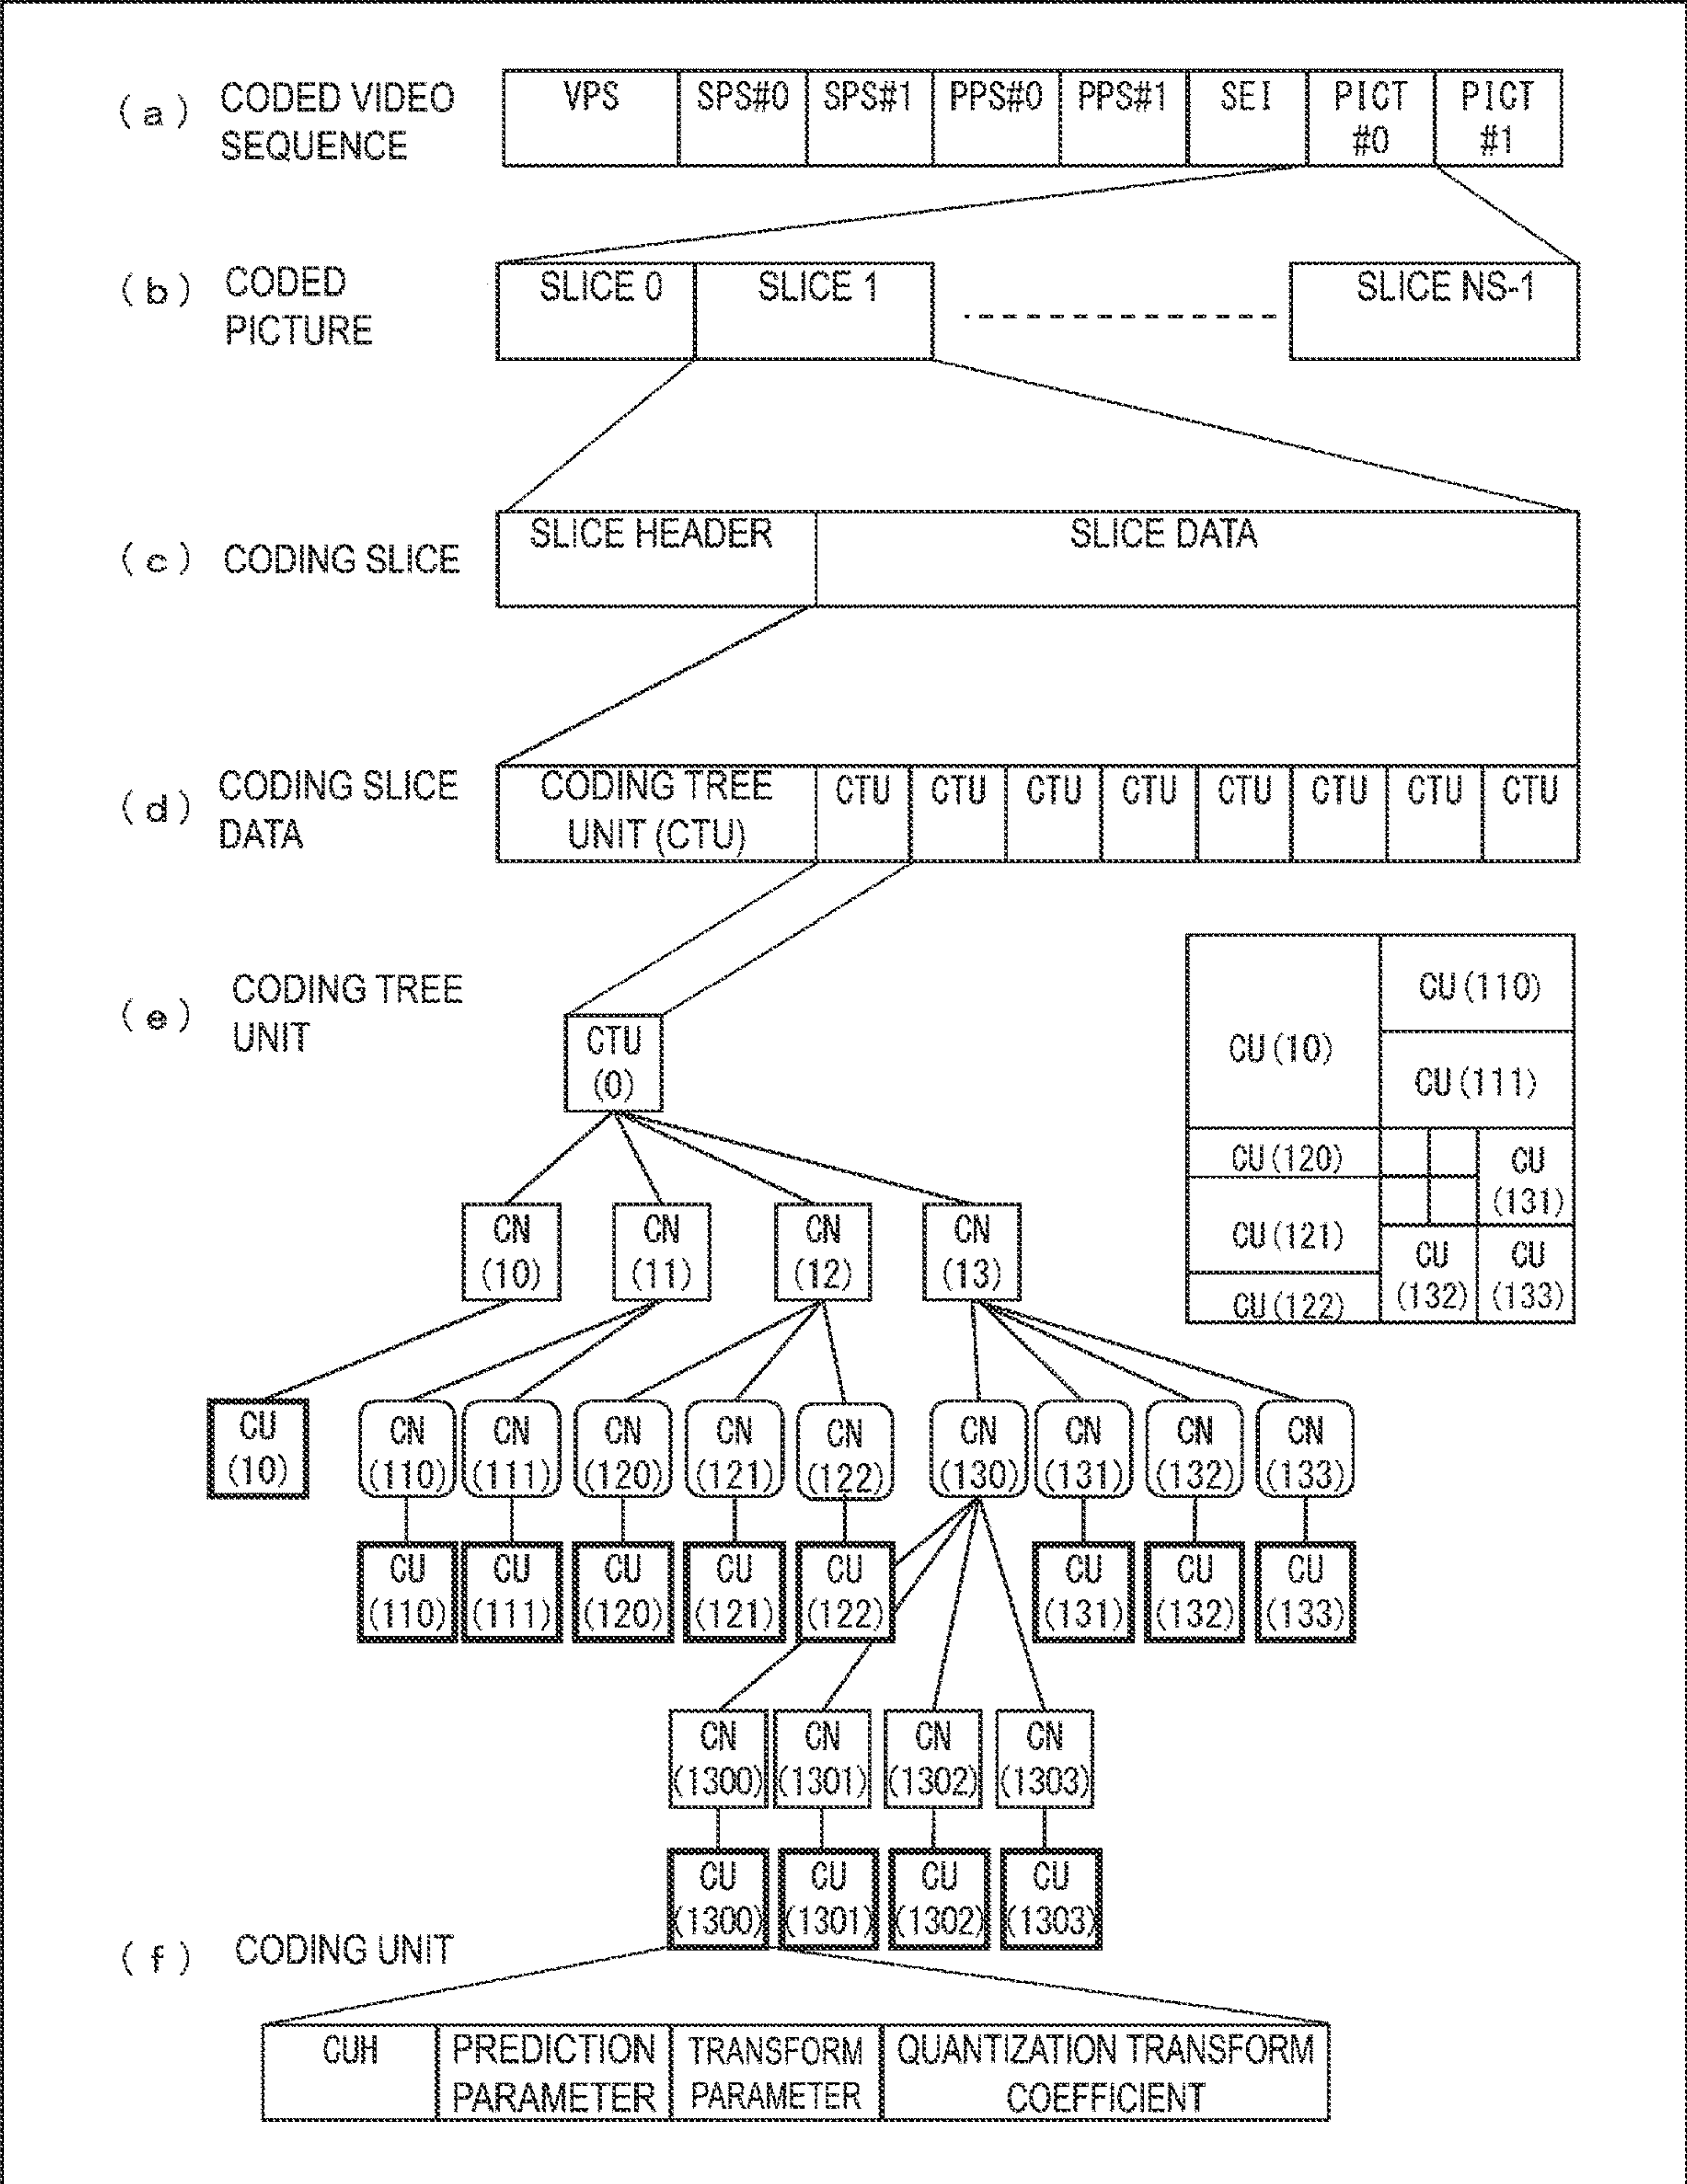 (a) CODED VIDEO
SEQUENCE
VPS SPS#0 SPS#1 PPS#0 PPS#1 SEI PICT PICT
#0 #1
(b) CODED
PICTURE
SLICE 0 SLICE 1 SLICE NS-1
(c) CODING SLICE
SLICE HEADER SLICE DATA
(d) CODING SLICE
DATA
CODING TREE CTU CTU CTU CTU CTU CTU CTU CTU
UNIT (CTU)
(e) CODING TREE
UNIT
CTU
(0)
CU(10)
CU(110)
CU(111)
CU(120)
CU(121)
CU(122)
CU
(131)
CU
(132)
CU
(133)
CN CN CN CN
(10) (11) (12) (13)
CU CN CN CN CN CN CN CN CN CN
(10) (110) (111) (120) (121) (122) (130) (131) (132) (133)
CU CU CU CU CU CU CU CU
(110) (111) (120) (121) (122) (131) (132) (133)
CN CN CN CN
(1300) (1301) (1302) (1303)
CU CU CU CU
(1300) (1301) (1302) (1303)
(f) CODING UNIT
CUH PREDICTION TRANSFORM QUANTIZATION TRANSFORM
PARAMETER PARAMETER COEFFICIENT